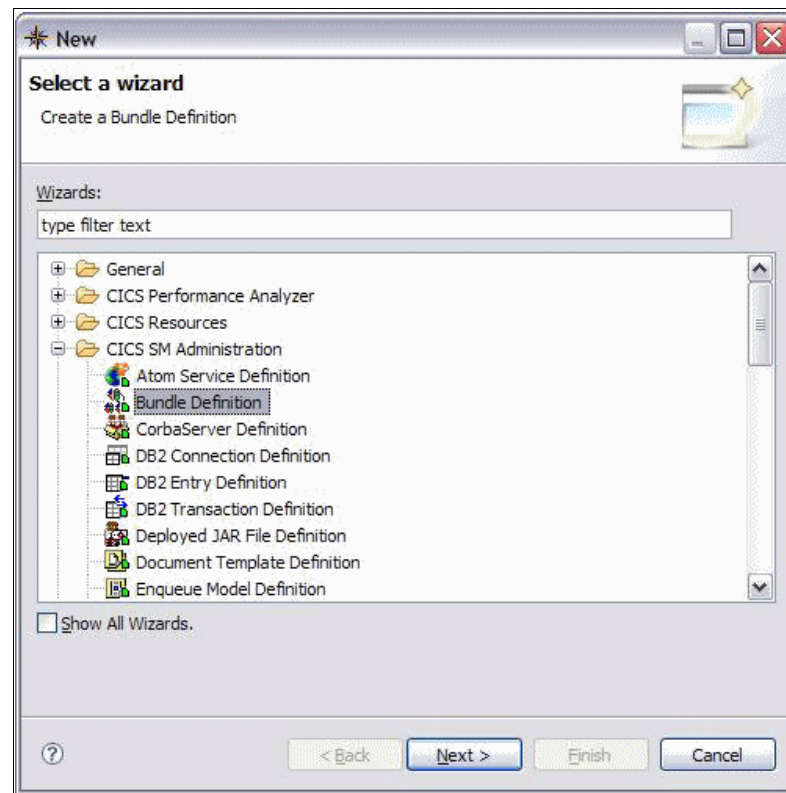 New
Select a wizard
Create a Bundle Definition
Wizards:
type filter text
General
CICS Performance Analyzer
CICS Resources
CICS SM Administration
Atom Service Definition
Bundle Definition
CorbaServer Definition
DB2 Connection Definition
DB2 Entry Definition
DB2 Transaction Definition
Deployed JAR File Definition
Document Template Definition
Enqueue Model Definition
Show All Wizards.
? < Back Next > Finish Cancel